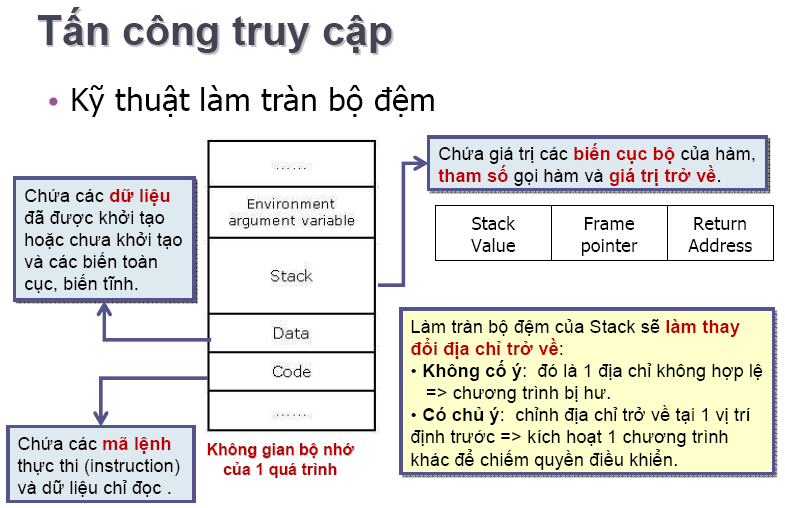 Tấn công truy cập
• Kỹ thuật làm tràn bộ đệm
Chứa các dữ liệu
đã được khởi tạo
hoặc chưa khởi tạo
và các biến toàn
cục, biến tĩnh.
Chứa các mã lệnh
thực thi (instruction)
và dữ liệu chỉ đọc .
......
Environment
argument variable
Stack
Data
Code
......
Không gian bộ nhớ
của 1 quá trình
Chứa giá trị các biến cục bộ của hàm,
tham số gọi hàm và giá trị trở về.
Stack
Value
Frame
pointer
Return
Address
Làm tràn bộ đệm của Stack sẽ làm thay
đổi địa chỉ trở về:
• Không cố ý: đó là 1 địa chỉ không hợp lệ
=> chương trình bị hư.
• Có chủ ý: chỉnh địa chỉ trở về tại 1 vị trí
định trước => kích hoạt 1 chương trình
khác để chiếm quyền điều khiển.